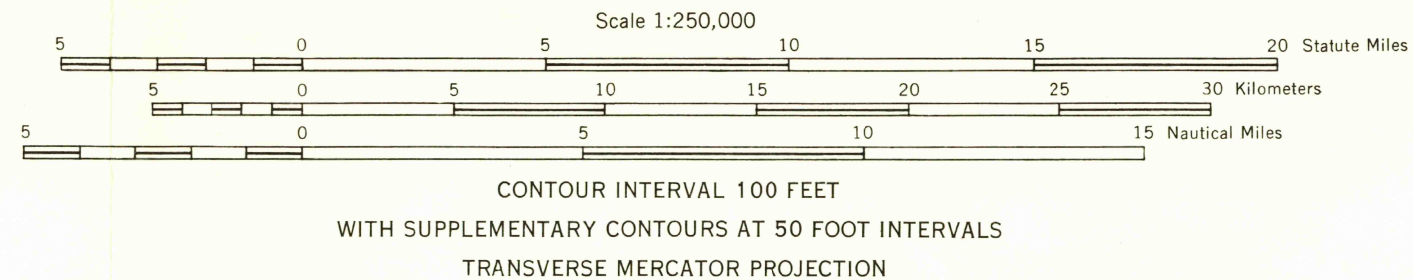 Scale 1:250,000
5 0 5 10 15 20 Statute Miles
5 0 5 10 15 20 25 30 Kilometers
5 0 5 10 15 Nautical Miles
CONTOUR INTERVAL 100 FEET
WITH SUPPLEMENTARY CONTOURS AT 50 FOOT INTERVALS
TRANSVERSE MERCATOR PROJECTION